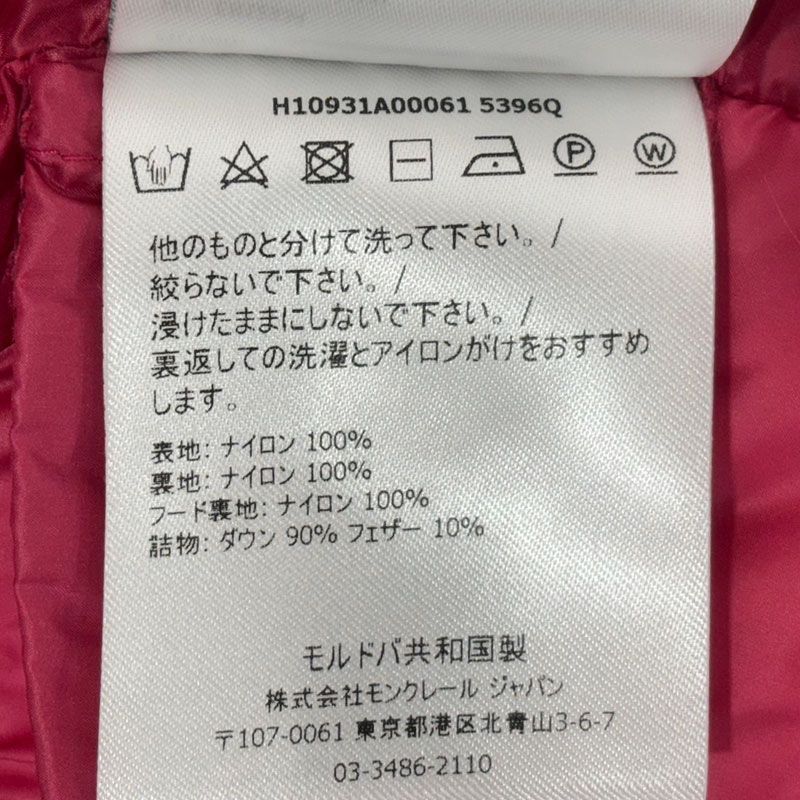 H10931A00061 5396Q
P
W
他のものと分けて洗って下さい。/
絞らないで下さい。/
浸けたままにしないで下さい。/
裏返しての洗濯とアイロンがけをおすすめ
します。
表地: ナイロン 100%
裏地: ナイロン 100%
フード裏地: ナイロン 100%
詰物: ダウン 90% フェザー 10%
モルドバ共和国製
株式会社モンクレール ジャパン
〒107-0061 東京都港区北青山3-6-7
03-3486-2110